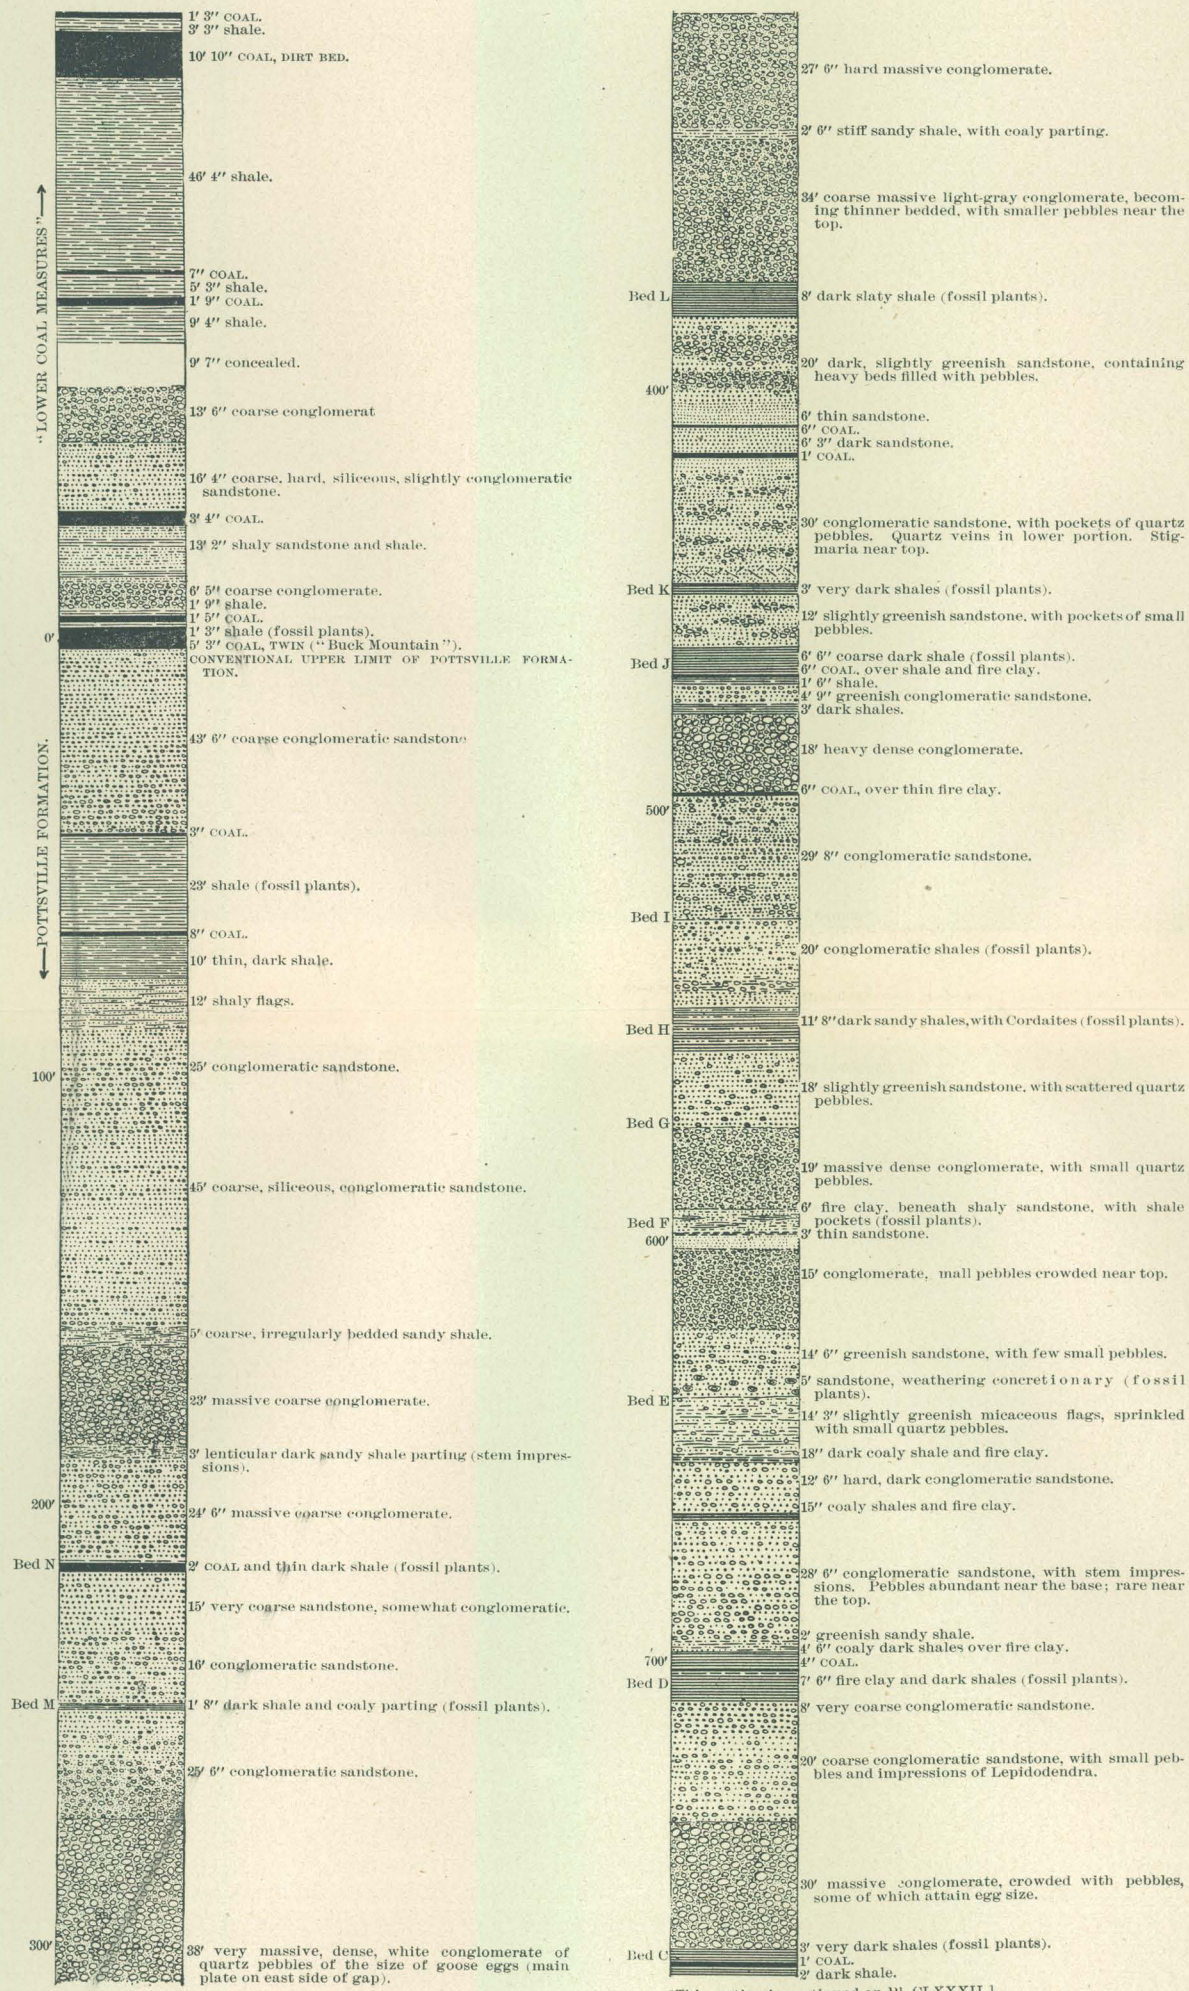 1' 3" COAL.
3' 3" shale.
10' 10" COAL, DIRT BED.
46' 4" shale.
"LOWER COAL MEASURES"
7" COAL.
5' 3" shale.
1' 9" COAL.
9' 4" shale.
9' 7" concealed.
13' 6" coarse conglomerat
16' 4" coarse, hard, siliceous, slightly conglomeratic
sandstone.
3' 4" COAL.
13' 2" shaly sandstone and shale.
6' 5" coarse conglomerate.
1' 9" shale.
1' 5" COAL.
1' 3" shale (fossil plants).
0'
5' 3" COAL, TWIN ("Buck Mountain").
CONVENTIONAL UPPER LIMIT OF POTTSVILLE FORMA-
TION.
43' 6" coarse conglomeratic sandstone
POTTSVILLE FORMATION.
3" COAL.
23' shale (fossil plants).
8" COAL.
10' thin, dark shale.
12' shaly flags.
25' conglomeratic sandstone.
100'
45' coarse, siliceous, conglomeratic sandstone.
5' coarse, irregularly bedded sandy shale.
23' massive coarse conglomerate.
3' lenticular dark sandy shale parting (stem impres-
sions).
200'
24' 6" massive coarse conglomerate.
Bed N
2' COAL and thin dark shale (fossil plants).
15' very coarse sandstone, somewhat conglomeratic.
16' conglomeratic sandstone.
Bed M
1' 8" dark shale and coaly parting (fossil plants).
25' 6" conglomeratic sandstone.
300'
38' very massive, dense, white conglomerate of
quartz pebbles of the size of goose eggs (main
plate on east side of gap).
27' 6" hard massive conglomerate.
2' 6" stiff sandy shale, with coaly parting.
34' coarse massive light-gray conglomerate, becom-
ing thinner bedded, with smaller pebbles near the
top.
Bed L
8' dark slaty shale (fossil plants).
20' dark, slightly greenish sandstone, containing
heavy beds filled with pebbles.
400'
6' thin sandstone.
6" COAL.
6' 3" dark sandstone.
1' COAL.
30' conglomeratic sandstone, with pockets of quartz
pebbles. Quartz veins in lower portion. Stig-
maria near top.
Bed K
3' very dark shales (fossil plants).
12' slightly greenish sandstone, with pockets of small
pebbles.
Bed J
6' 6" coarse dark shale (fossil plants).
6" COAL, over shale and fire clay.
1' 6" shale.
4' 9" greenish conglomeratic sandstone.
3' dark shales.
18' heavy dense conglomerate.
6" COAL, over thin fire clay.
500'
29' 8" conglomeratic sandstone.
Bed I
20' conglomeratic shales (fossil plants).
Bed H
11' 8" dark sandy shales, with Cordaites (fossil plants).
18' slightly greenish sandstone, with scattered quartz
pebbles.
Bed G
19' massive dense conglomerate, with small quartz
pebbles.
Bed F
6' fire clay, beneath shaly sandstone, with shale
pockets (fossil plants).
3' thin sandstone.
600'
15' conglomerate, mall pebbles crowded near top.
14' 6" greenish sandstone, with few small pebbles.
5' sandstone, weathering concretionary (fossil
plants).
Bed E
14' 3" slightly greenish micaceous flags, sprinkled
with small quartz pebbles.
18" dark coaly shale and fire clay.
12' 6" hard, dark conglomeratic sandstone.
15" coaly shales and fire clay.
28' 6" conglomeratic sandstone, with stem impres-
sions. Pebbles abundant near the base; rare near
the top.
2' greenish sandy shale.
4' 6" coaly dark shales over fire clay.
700'
4" COAL.
Bed D
7' 6" fire clay and dark shales (fossil plants).
8' very coarse conglomeratic sandstone.
20' coarse conglomeratic sandstone, with small peb-
bles and impressions of Lepidodendra.
30' massive conglomerate, crowded with pebbles,
some of which attain egg size.
Bed C
3' very dark shales (fossil plants).
1' COAL.
2' dark shale.